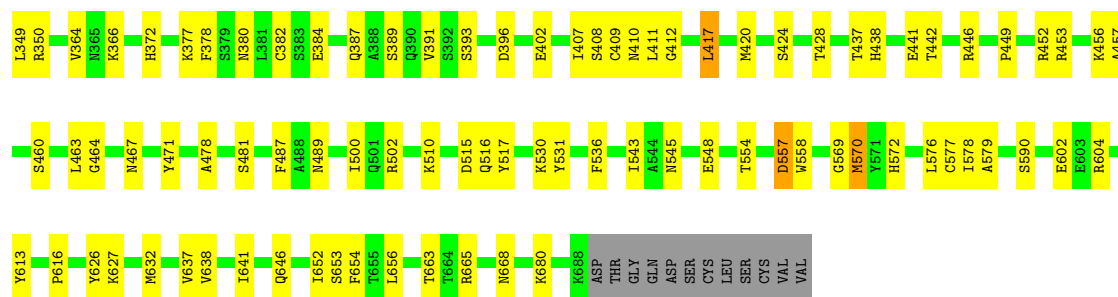 L349 R350 V364 N365 K366 H372 K377 F378 S379 N380 L381 C382 S383 E384 Q387 A388 S389 Q390 V391 S392 S393 D396 E402 I407 S408 C409 N410 L411 G412 L417 M420 S424 T428 T437 H438 E441 T442 R446 P449 R452 R453 K456 A457
S460 L463 G464 N467 Y471 A478 S481 F487 A488 N489 I500 Q501 R502 K510 D515 Q516 Y517 K530 Y531 F536 I543 A544 N545 E548 T554 D557 W558 G569 M570 Y571 H572 L576 C577 I578 A579 S590 E602 E603 R604
Y613 P616 Y626 K627 M632 V637 V638 I641 Q646 I652 S653 F654 T655 L656 T663 T664 R665 N668 K680 K688 ASP THR GLY GLN ASP SER CYS LEU SER CYS VAL VAL